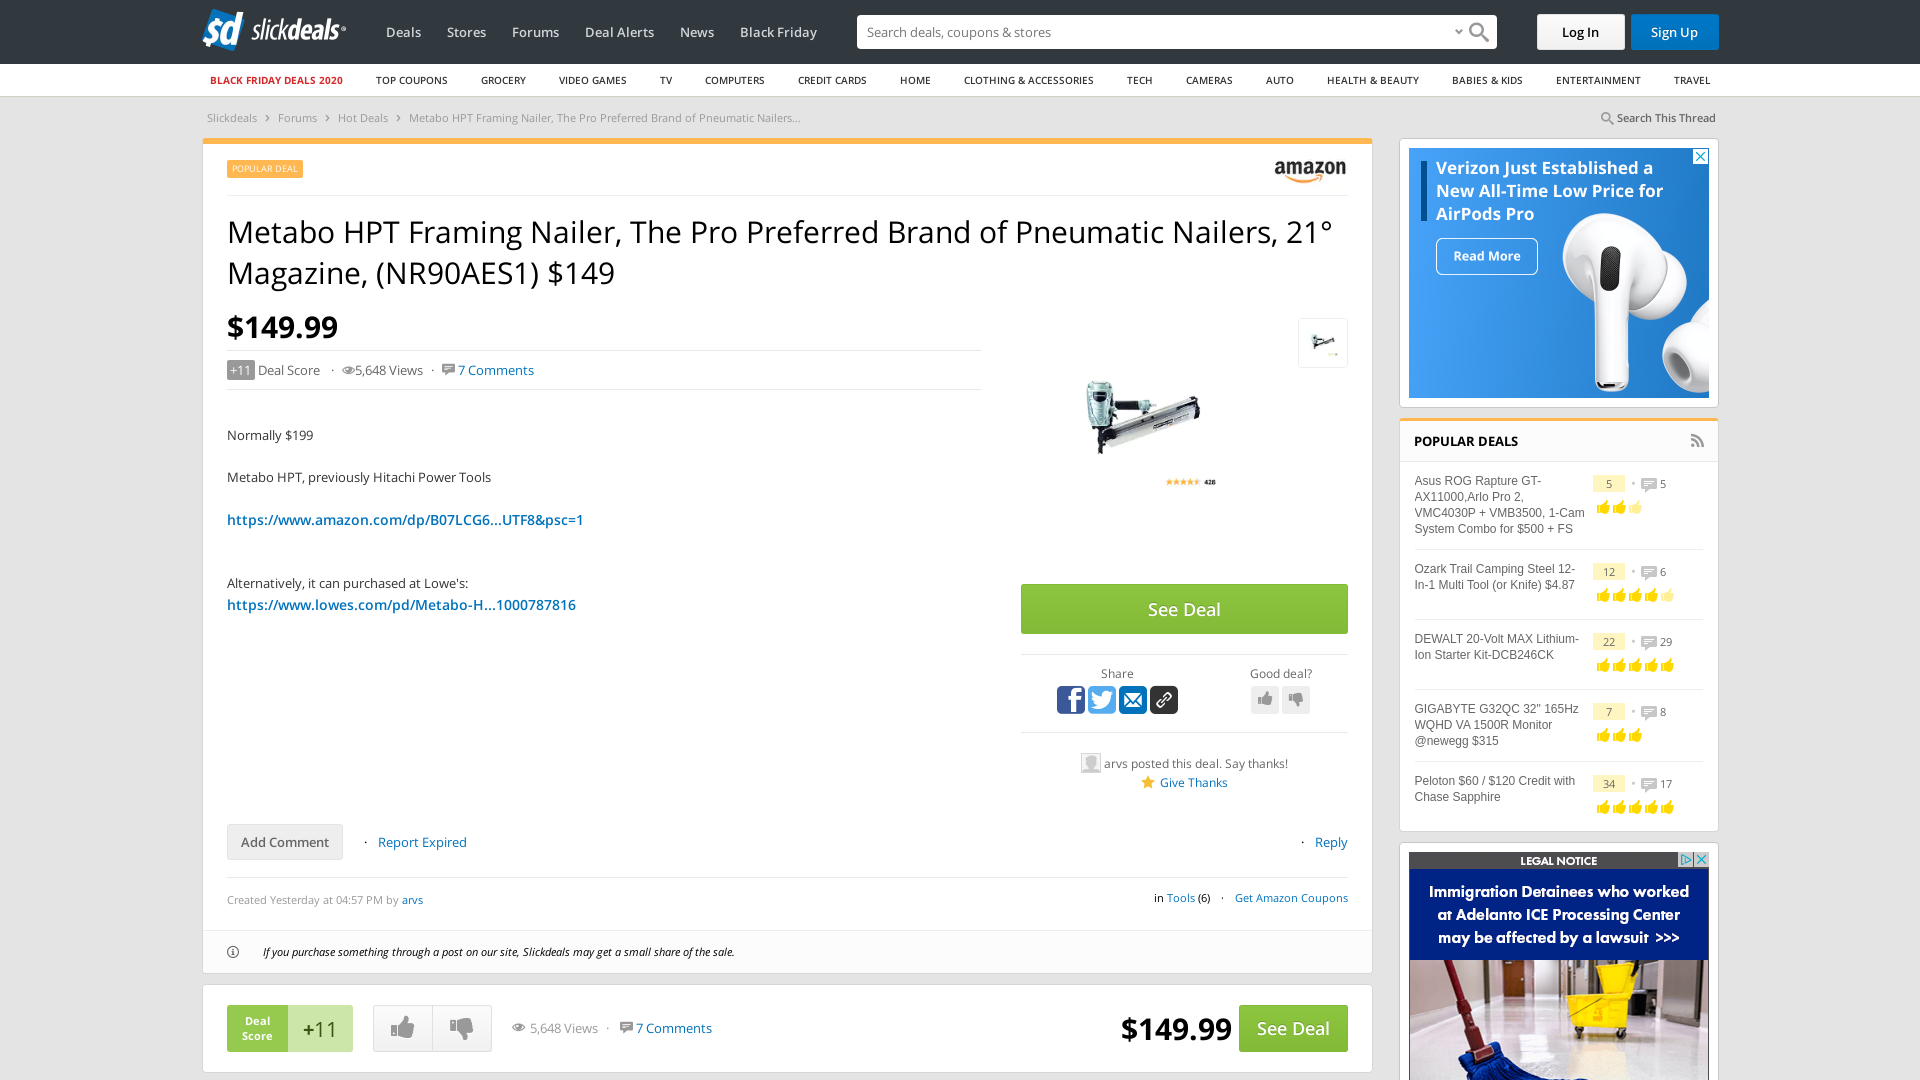 slickdeals
Deals
Stores
Forums
Deal Alerts
News
Black Friday
Search deals, coupons & stores
Log In
Sign Up
BLACK FRIDAY DEALS 2020
TOP COUPONS
GROCERY
VIDEO GAMES
TV
COMPUTERS
CREDIT CARDS
HOME
CLOTHING & ACCESSORIES
TECH
CAMERAS
AUTO
HEALTH & BEAUTY
BABIES & KIDS
ENTERTAINMENT
TRAVEL
Slickdeals > Forums > Hot Deals > Metabo HPT Framing Nailer, The Pro Preferred Brand of Pneumatic Nailers...
Search This Thread
POPULAR DEAL
amazon
Metabo HPT Framing Nailer, The Pro Preferred Brand of Pneumatic Nailers, 21°
Magazine, (NR90AES1) $149
$149.99
+11 Deal Score · 5,648 Views · 7 Comments
Normally $199
Metabo HPT, previously Hitachi Power Tools
https://www.amazon.com/dp/B07LCG6...UTF8&psc=1
Alternatively, it can purchased at Lowe's:
https://www.lowes.com/pd/Metabo-H...1000787816
428
See Deal
Share
Good deal?
arvs posted this deal. Say thanks!
Give Thanks
Add Comment · Report Expired
· Reply
Created Yesterday at 04:57 PM by arvs
in Tools (6) · Get Amazon Coupons
If you purchase something through a post on our site, Slickdeals may get a small share of the sale.
Deal
Score
+11
5,648 Views · 7 Comments
$149.99
See Deal
Verizon Just Established a
New All-Time Low Price for
AirPods Pro
Read More
POPULAR DEALS
Asus ROG Rapture GT-
AX11000,Arlo Pro 2,
VMC4030P + VMB3500, 1-Cam
System Combo for $500 + FS
5 · 5
Ozark Trail Camping Steel 12-
In-1 Multi Tool (or Knife) $4.87
12 · 6
DEWALT 20-Volt MAX Lithium-
Ion Starter Kit-DCB246CK
22 · 29
GIGABYTE G32QC 32" 165Hz
WQHD VA 1500R Monitor
@newegg $315
7 · 8
Peloton $60 / $120 Credit with
Chase Sapphire
34 · 17
LEGAL NOTICE
Immigration Detainees who worked
at Adelanto ICE Processing Center
may be affected by a lawsuit >>>